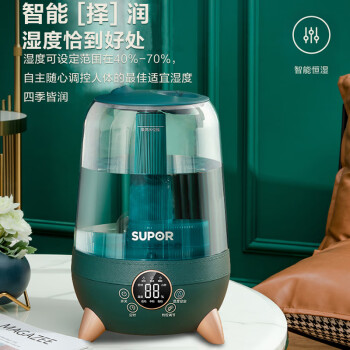 智能 [择] 润
湿度恰到好处
湿度可设定范围在40%-70%，
自主随心调控人体的最佳适宜湿度
四季皆润
智能恒湿
SUPOR
88
MAGAZINE